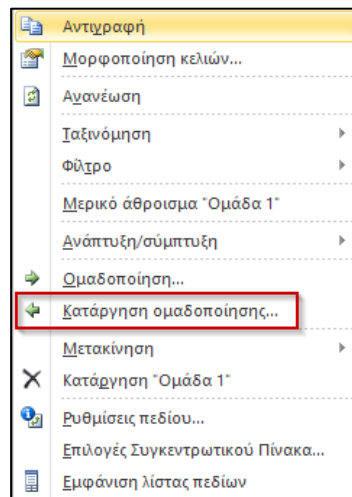 Αντιγραφή
Μορφοποίηση κελιών...
Ανανέωση
Ταξινόμηση
Φίλτρο
Μερικό άθροισμα "Ομάδα 1"
Ανάπτυξη/σύμπτυξη
Ομαδοποίηση...
Κατάργηση ομαδοποίησης...
Μετακίνηση
Κατάργηση "Ομάδα 1"
Ρυθμίσεις πεδίου...
Επιλογές Συγκεντρωτικού Πίνακα...
Εμφάνιση λίστας πεδίων